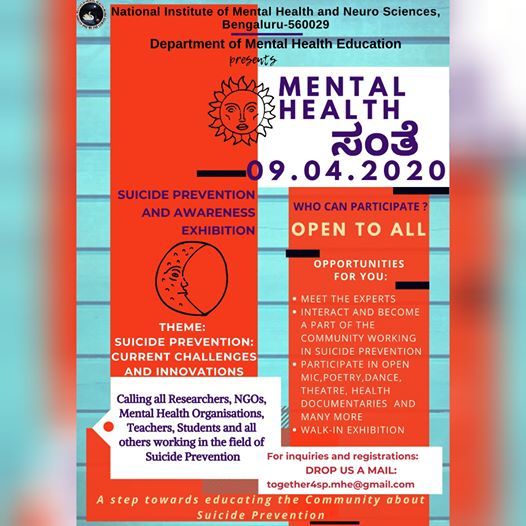 National Institute of Mental Health and Neuro Sciences,
Bengaluru-560029
Department of Mental Health Education
presents
MENTAL
HEALTH
ಸಂತೆ
09.04.2020
SUICIDE PREVENTION
AND AWARENESS
EXHIBITION
THEME:
SUICIDE PREVENTION:
CURRENT CHALLENGES
AND INNOVATIONS
Calling all Researchers, NGOs,
Mental Health Organisations,
Teachers, Students and all
others working in the field of
Suicide Prevention
WHO CAN PARTICIPATE ?
OPEN TO ALL
OPPORTUNITIES
FOR YOU:
• MEET THE EXPERTS
• INTERACT AND BECOME
A PART OF THE
COMMUNITY WORKING
IN SUICIDE PREVENTION
• PARTICIPATE IN OPEN
MIC,POETRY,DANCE,
THEATRE, HEALTH
DOCUMENTARIES AND
MANY MORE
• WALK-IN EXHIBITION
For inquiries and registrations:
DROP US A MAIL:
together4sp.mhe@gmail.com
A step towards educating the Community about
Suicide Prevention